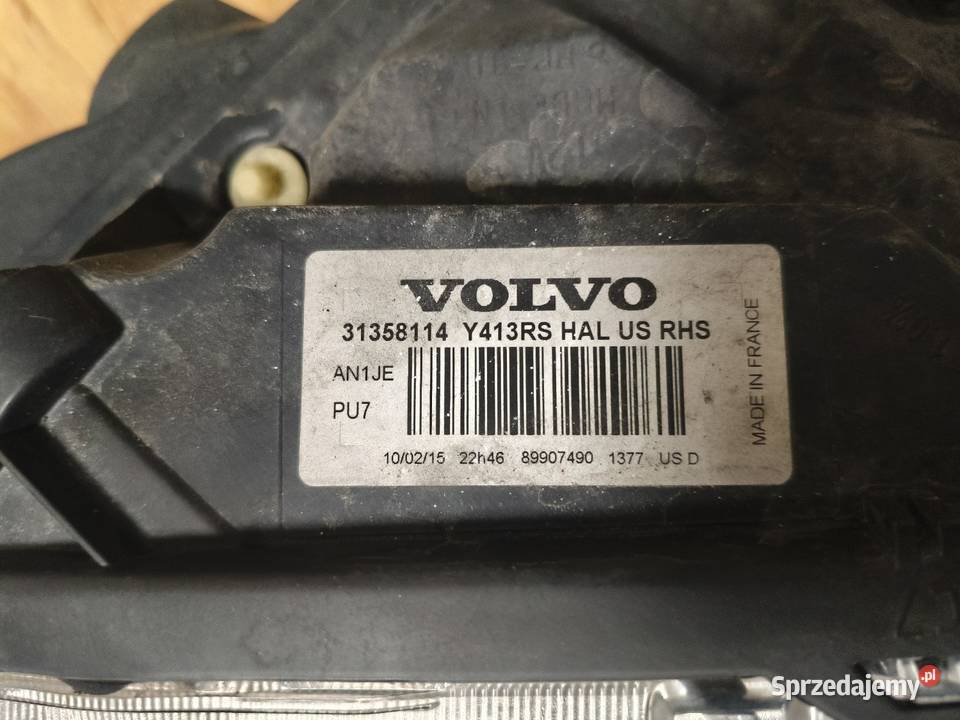 VOLVO
31358114 Y413RS HAL US RHS
AN1JE
PU7
10/02/15 22h46 89907490 1377 US D
MADE IN FRANCE
Sprzedajemy.pl